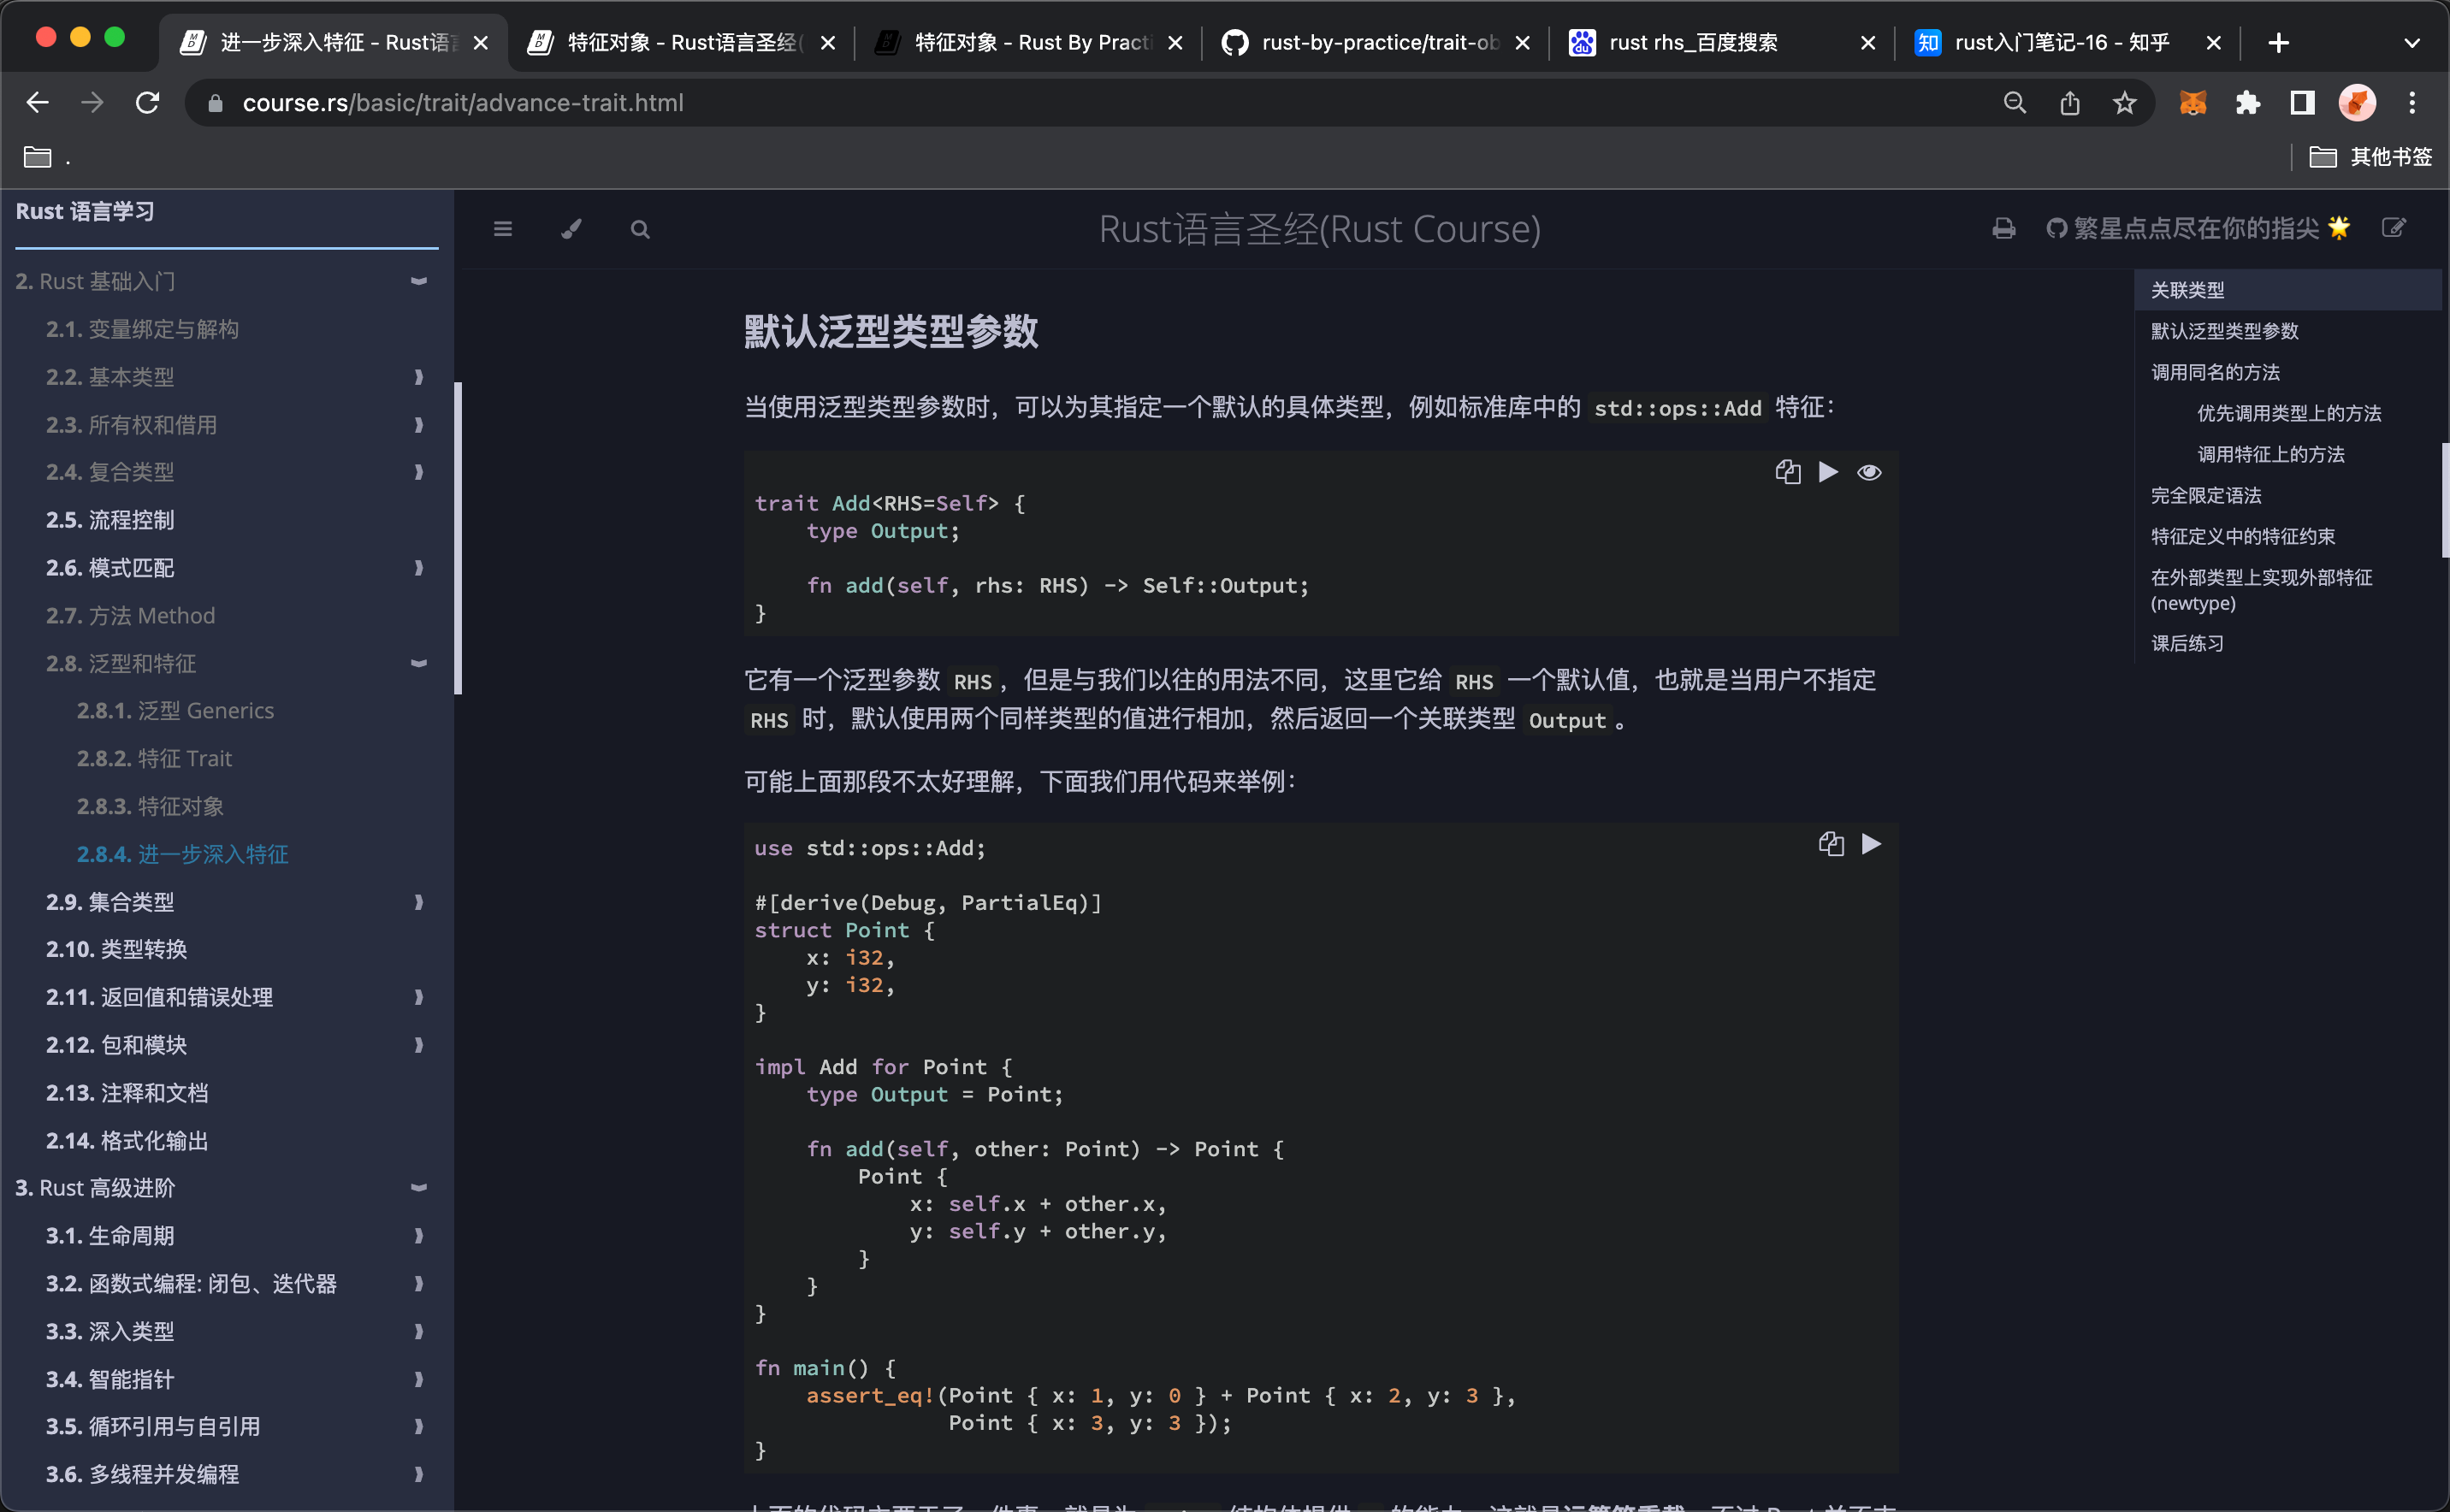 进一步深入特征 - Rust语言
特征对象 - Rust语言圣经(
特征对象 - Rust By Practi
rust-by-practice/trait-ob
rust rhs_百度搜索
知 rust入门笔记-16 - 知乎
course.rs/basic/trait/advance-trait.html
.
其他书签
Rust 语言学习
2. Rust 基础入门
2.1. 变量绑定与解构
2.2. 基本类型
2.3. 所有权和借用
2.4. 复合类型
2.5. 流程控制
2.6. 模式匹配
2.7. 方法 Method
2.8. 泛型和特征
2.8.1. 泛型 Generics
2.8.2. 特征 Trait
2.8.3. 特征对象
2.8.4. 进一步深入特征
2.9. 集合类型
2.10. 类型转换
2.11. 返回值和错误处理
2.12. 包和模块
2.13. 注释和文档
2.14. 格式化输出
3. Rust 高级进阶
3.1. 生命周期
3.2. 函数式编程: 闭包、迭代器
3.3. 深入类型
3.4. 智能指针
3.5. 循环引用与自引用
3.6. 多线程并发编程
Rust语言圣经(Rust Course)
繁星点点尽在你的指尖 🌟
默认泛型类型参数
当使用泛型类型参数时，可以为其指定一个默认的具体类型，例如标准库中的 std::ops::Add 特征：
trait Add<RHS=Self> {
    type Output;
    fn add(self, rhs: RHS) -> Self::Output;
}
它有一个泛型参数 RHS，但是与我们以往的用法不同，这里它给 RHS 一个默认值，也就是当用户不指定
RHS 时，默认使用两个同样类型的值进行相加，然后返回一个关联类型 Output。
可能上面那段不太好理解，下面我们用代码来举例：
use std::ops::Add;
#[derive(Debug, PartialEq)]
struct Point {
    x: i32,
    y: i32,
}
impl Add for Point {
    type Output = Point;
    fn add(self, other: Point) -> Point {
        Point {
            x: self.x + other.x,
            y: self.y + other.y,
        }
    }
}
fn main() {
    assert_eq!(Point { x: 1, y: 0 } + Point { x: 2, y: 3 },
               Point { x: 3, y: 3 });
}
关联类型
默认泛型类型参数
调用同名的方法
优先调用类型上的方法
调用特征上的方法
完全限定语法
特征定义中的特征约束
在外部类型上实现外部特征
(newtype)
课后练习